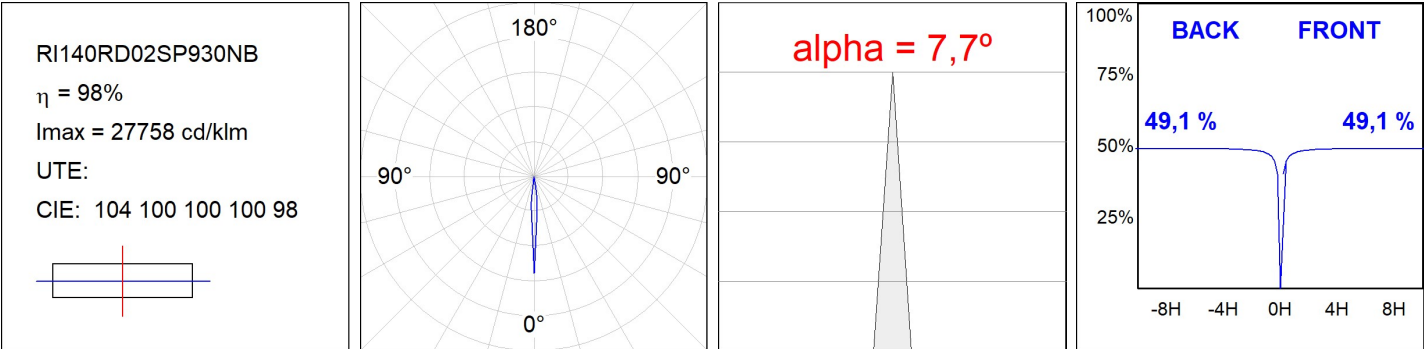 RI140RD02SP930NB
η = 98%
Imax = 27758 cd/klm
UTE:
CIE: 104 100 100 100 98
180°
90° 90°
0°
alpha = 7,7º
100%
BACK FRONT
75%
49,1 % 49,1 %
50%
25%
-8H -4H 0H 4H 8H